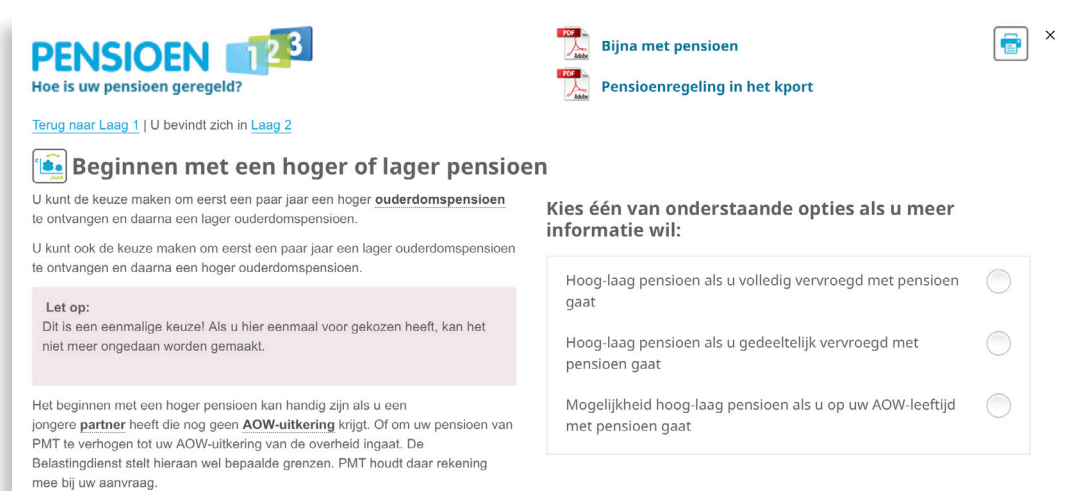 PENSIOEN 123
Hoe is uw pensioen geregeld?
Bijna met pensioen
Pensioenregeling in het kport
Terug naar Laag 1 | U bevindt zich in Laag 2
Beginnen met een hoger of lager pensioen
U kunt de keuze maken om eerst een paar jaar een hoger ouderdomspensioen
te ontvangen en daarna een lager ouderdomspensioen.
U kunt ook de keuze maken om eerst een paar jaar een lager ouderdomspensioen
te ontvangen en daarna een hoger ouderdomspensioen.
Let op:
Dit is een eenmalige keuze! Als u hier eenmaal voor gekozen heeft, kan het
niet meer ongedaan worden gemaakt.
Het beginnen met een hoger pensioen kan handig zijn als u een
jongere partner heeft die nog geen AOW-uitkering krijgt. Of om uw pensioen van
PMT te verhogen tot uw AOW-uitkering van de overheid ingaat. De
Belastingdienst stelt hieraan wel bepaalde grenzen. PMT houdt daar rekening
mee bij uw aanvraag.
Kies één van onderstaande opties als u meer
informatie wil:
Hoog-laag pensioen als u volledig vervroegd met pensioen
gaat
Hoog-laag pensioen als u gedeeltelijk vervroegd met
pensioen gaat
Mogelijkheid hoog-laag pensioen als u op uw AOW-leeftijd
met pensioen gaat
PDF
Adobe
PDF
Adobe
€
JAAR